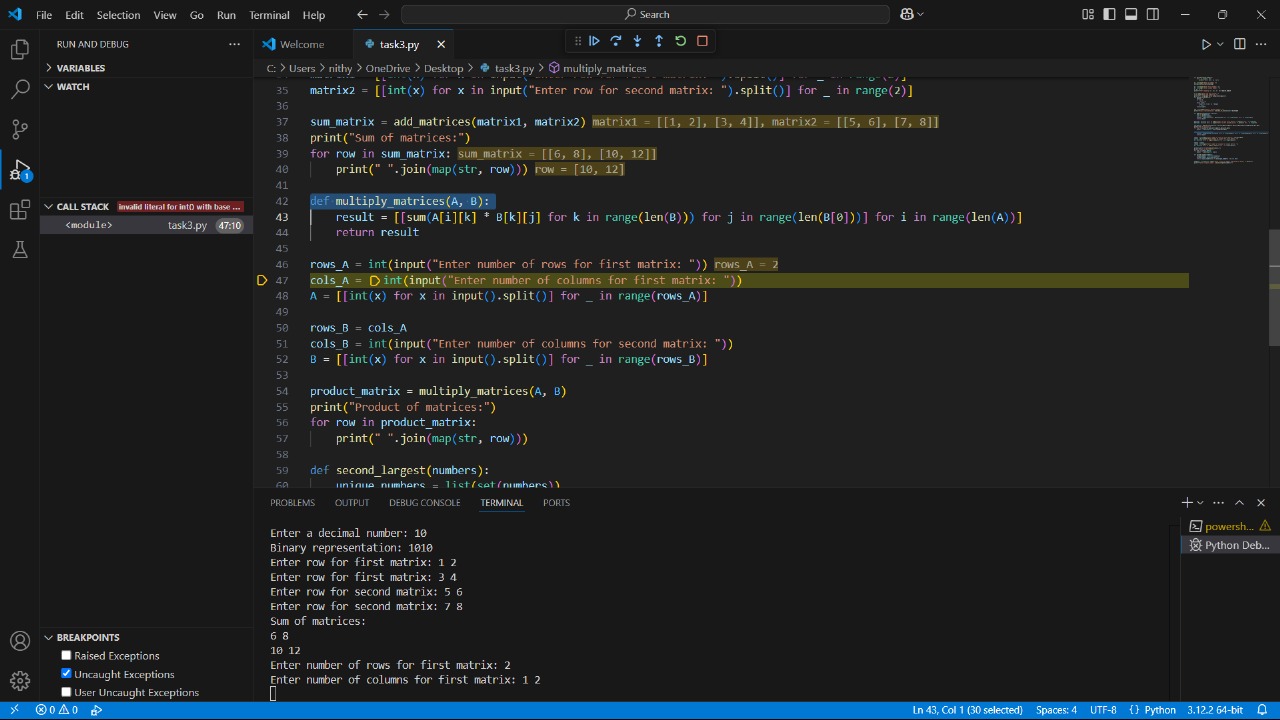 File Edit Selection View Go Run Terminal Help Search
RUN AND DEBUG ...
Welcome task3.py
C: > Users > nithy > OneDrive > Desktop > task3.py > multiply_matrices
VARIABLES
WATCH
CALL STACK invalid literal for int() with base ...
<module> task3.py 47:10
BREAKPOINTS
Raised Exceptions
Uncaught Exceptions
User Uncaught Exceptions
35 matrix2 = [[int(x) for x in input("Enter row for second matrix: ").split()] for _ in range(2)]
36
37 sum_matrix = add_matrices(matrix1, matrix2) matrix1 = [[1, 2], [3, 4]], matrix2 = [[5, 6], [7, 8]]
38 print("Sum of matrices:")
39 for row in sum_matrix: sum_matrix = [[6, 8], [10, 12]]
40 print(" ".join(map(str, row))) row = [10, 12]
41
42 def multiply_matrices(A, B):
43 result = [[sum(A[i][k] * B[k][j] for k in range(len(B))) for j in range(len(B[0]))] for i in range(len(A))]
44 return result
45
46 rows_A = int(input("Enter number of rows for first matrix: ")) rows_A = 2
47 cols_A = int(input("Enter number of columns for first matrix: "))
48 A = [[int(x) for x in input().split()] for _ in range(rows_A)]
49
50 rows_B = cols_A
51 cols_B = int(input("Enter number of columns for second matrix: "))
52 B = [[int(x) for x in input().split()] for _ in range(rows_B)]
53
54 product_matrix = multiply_matrices(A, B)
55 print("Product of matrices:")
56 for row in product_matrix:
57 print(" ".join(map(str, row)))
58
59 def second_largest(numbers):
60 unique_numbers = list(set(numbers))
PROBLEMS OUTPUT DEBUG CONSOLE TERMINAL PORTS
powersh...
Python Deb...
Enter a decimal number: 10
Binary representation: 1010
Enter row for first matrix: 1 2
Enter row for first matrix: 3 4
Enter row for second matrix: 5 6
Enter row for second matrix: 7 8
Sum of matrices:
6 8
10 12
Enter number of rows for first matrix: 2
Enter number of columns for first matrix: 1 2
0 0 Ln 43, Col 1 (30 selected) Spaces: 4 UTF-8 {} Python 3.12.2 64-bit